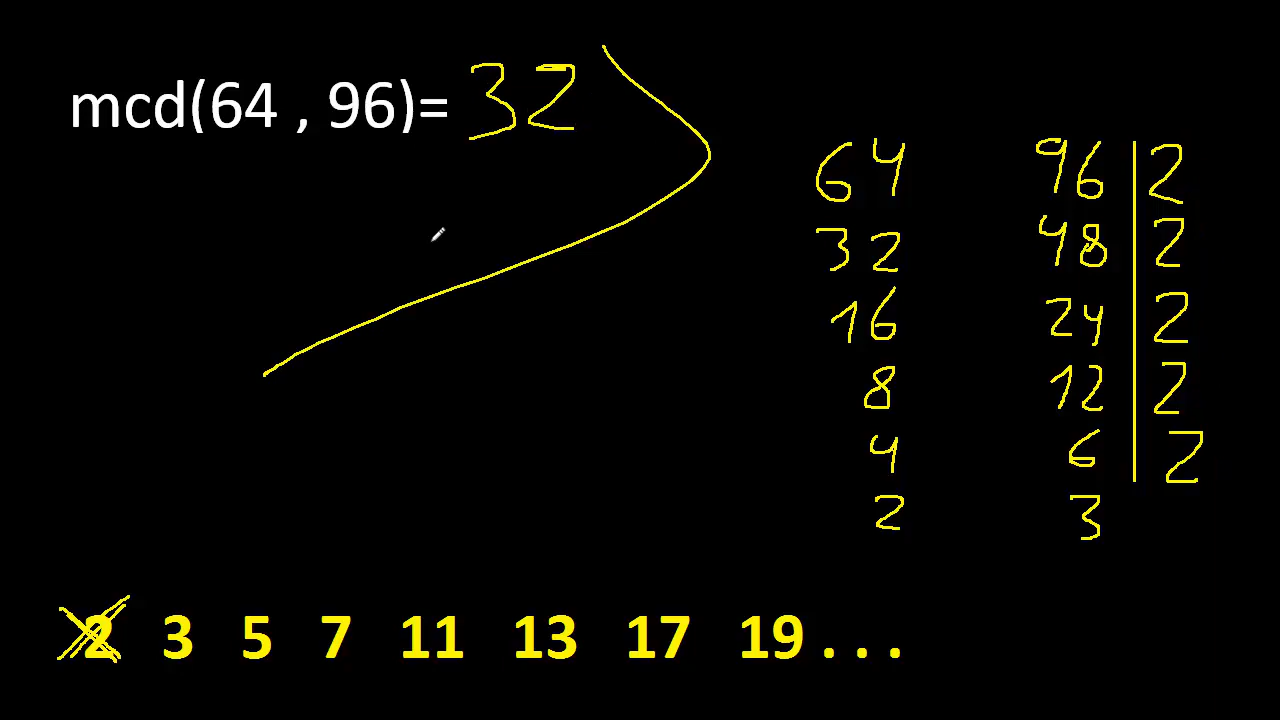 mcd(64 , 96)= 32
64 96 2
32 48 2
16 24 2
8 12 2
4 6 2
2 3
2 3 5 7 11 13 17 19 . . .